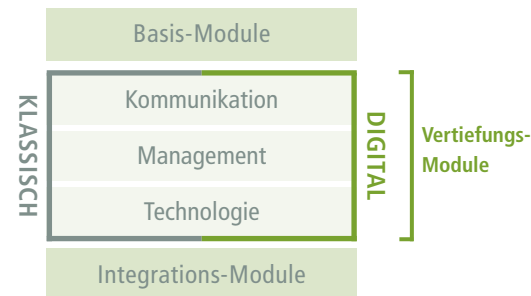 Basis-Module
KLASSISCH
Kommunikation
Management
Technologie
DIGITAL
Vertiefungs-
Module
Integrations-Module